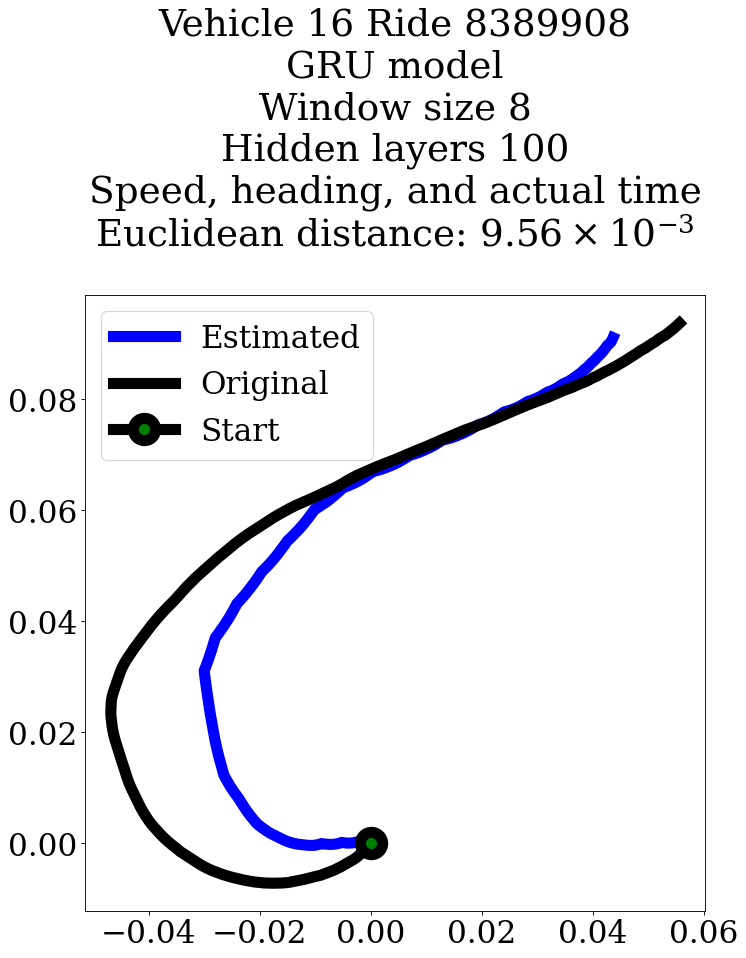 Vehicle 16 Ride 8389908
GRU model
Window size 8
Hidden layers 100
Speed, heading, and actual time
Euclidean distance: 9.56 × 10⁻³
Estimated
Original
Start
0.08
0.06
0.04
0.02
0.00
−0.04 −0.02 0.00 0.02 0.04 0.06